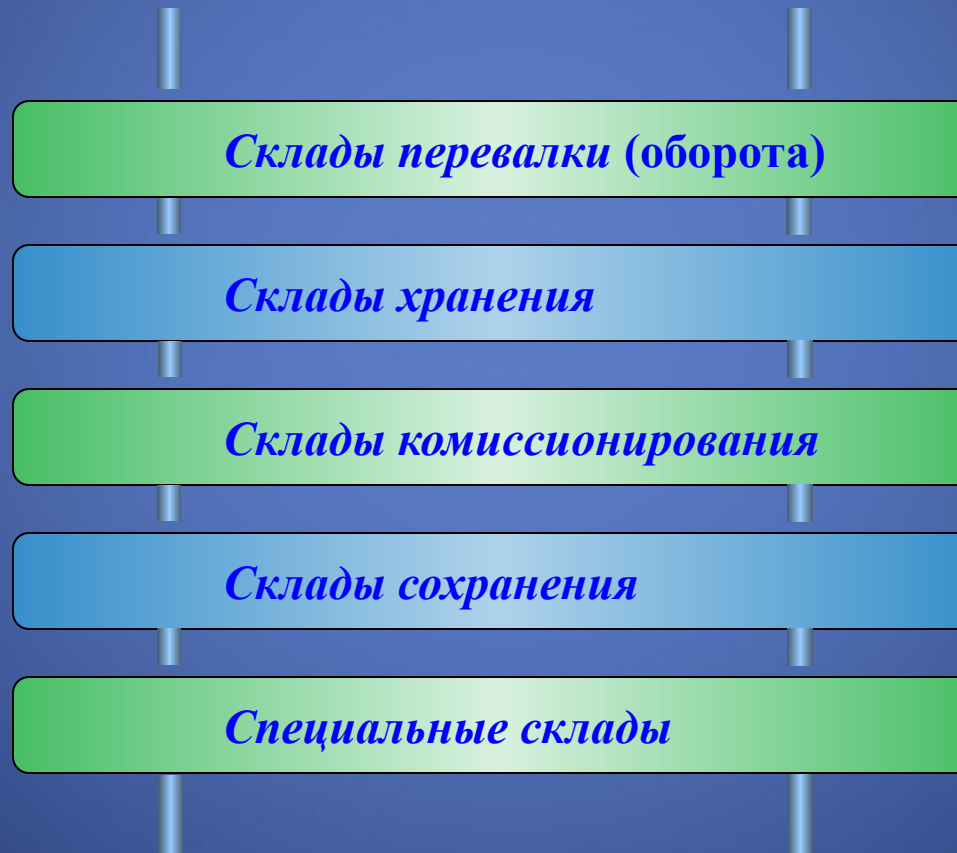 Склады перевалки (оборота)
Склады хранения
Склады комиссионирования
Склады сохранения
Специальные склады